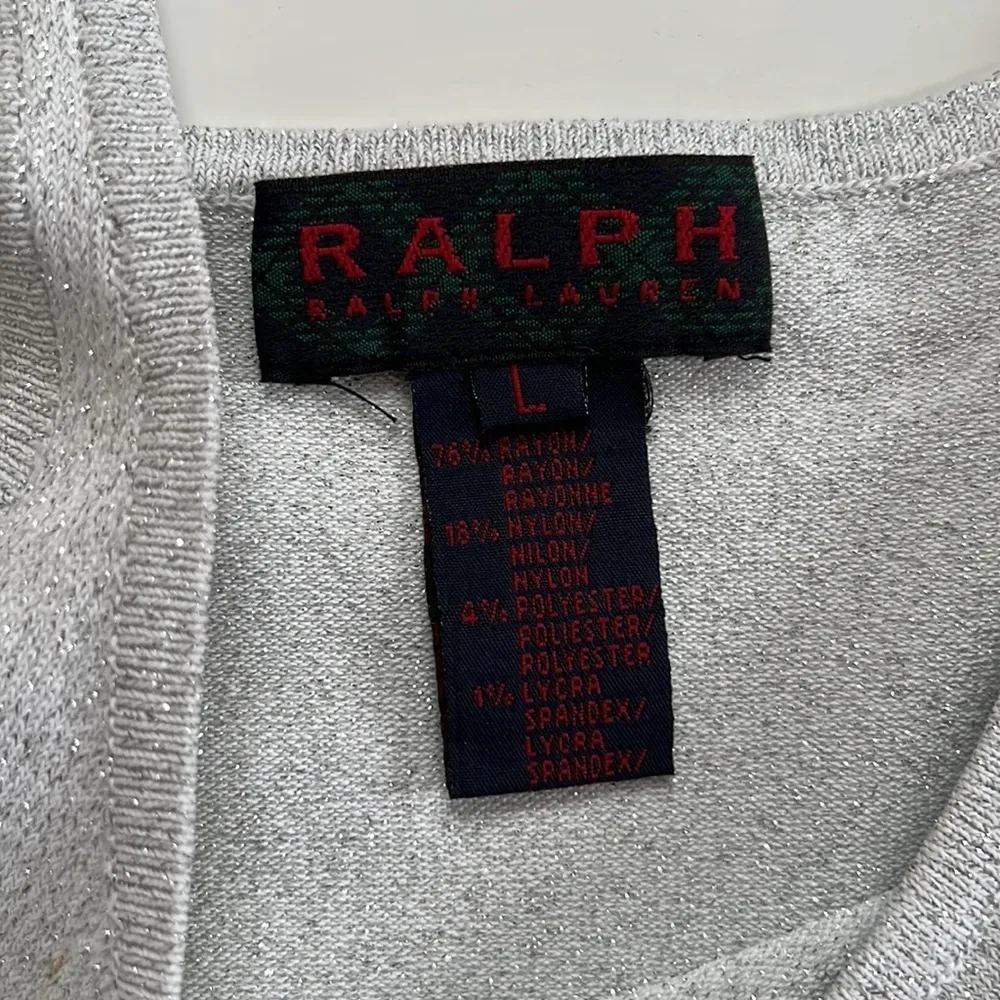 RALPH
RALPH LAUREN
L
76% RAYON/
RAYON/
RAYONNE
18% NYLON/
NILON/
NYLON
4% POLYESTER/
POLIESTER/
POLYESTER
1% LYCRA
SPANDEX/
LYCRA
SPANDEX/